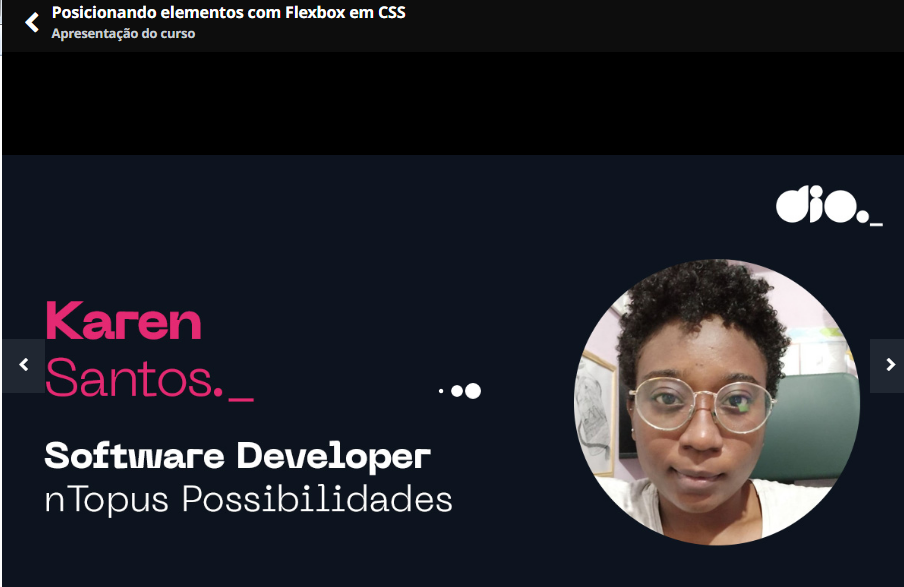 Posicionando elementos com Flexbox em CSS
Apresentação do curso
dio._
Karen
Santos._
Software Developer
nTopus Possibilidades